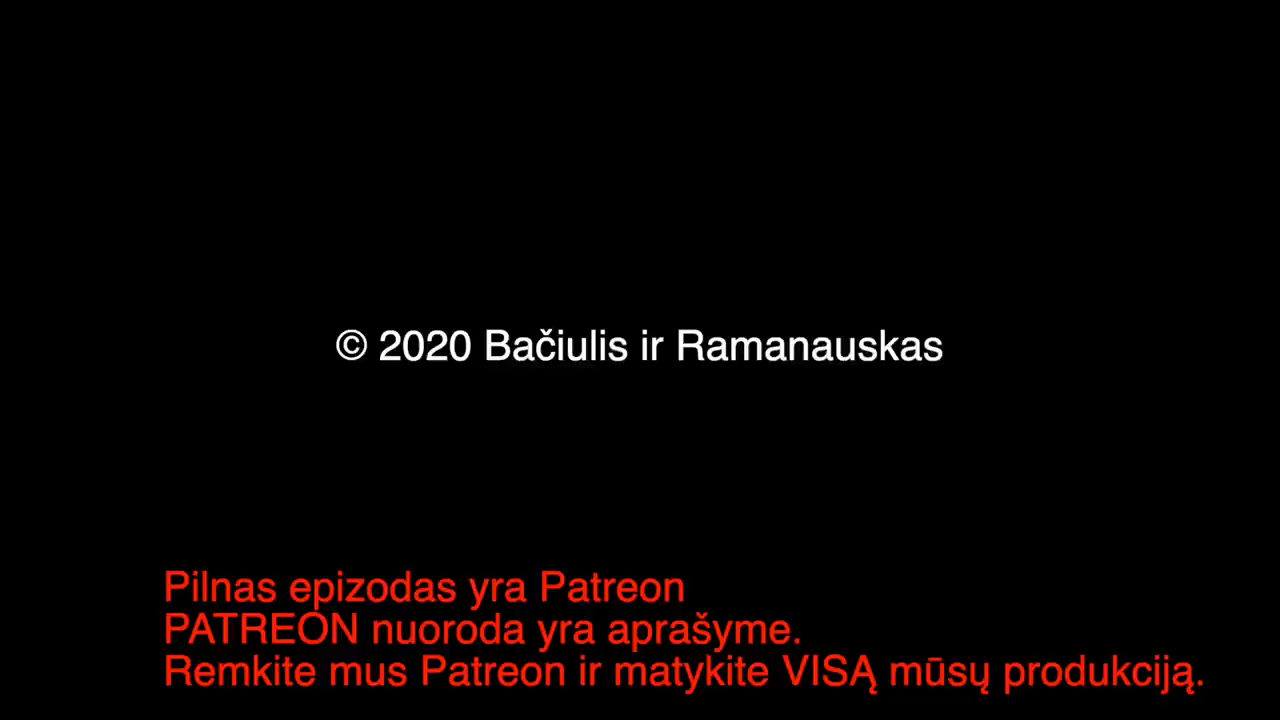 © 2020 Bačiulis ir Ramanauskas
Pilnas epizodas yra Patreon
PATREON nuoroda yra aprašyme.
Remkite mus Patreon ir matykite VISĄ mūsų produkciją.